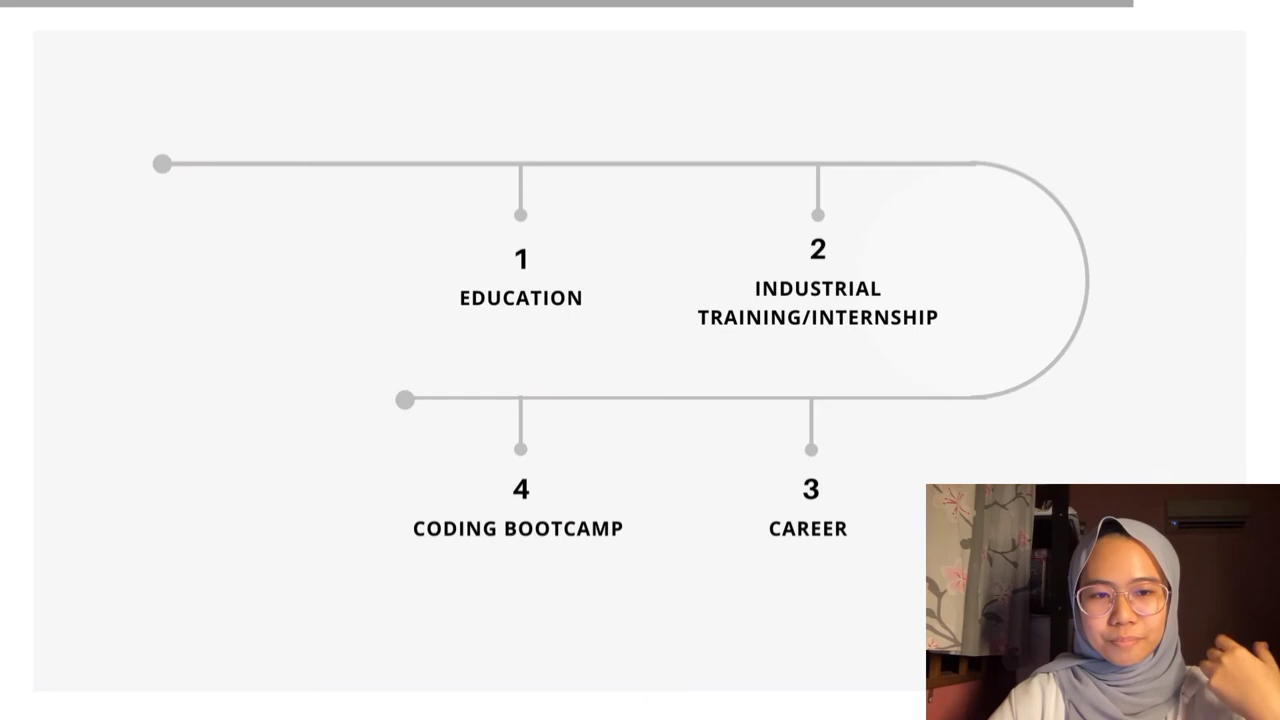 1
EDUCATION
2
INDUSTRIAL
TRAINING/INTERNSHIP
4
CODING BOOTCAMP
3
CAREER